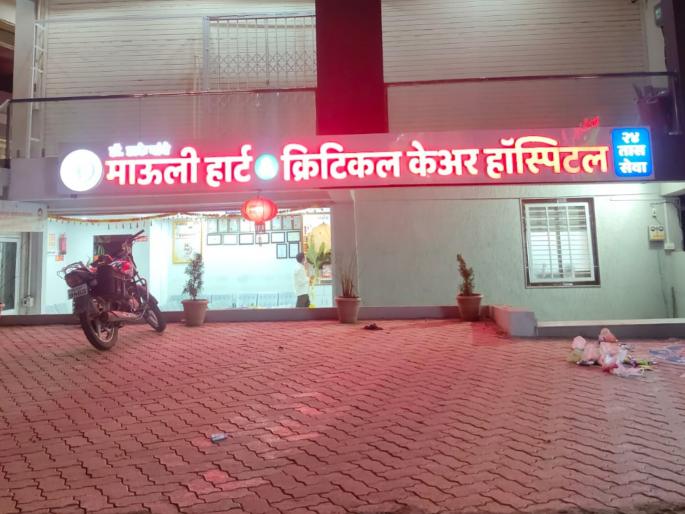 डॉ.
माऊली हार्ट क्रिटिकल केअर हॉस्पिटल
२४
तास
सेवा